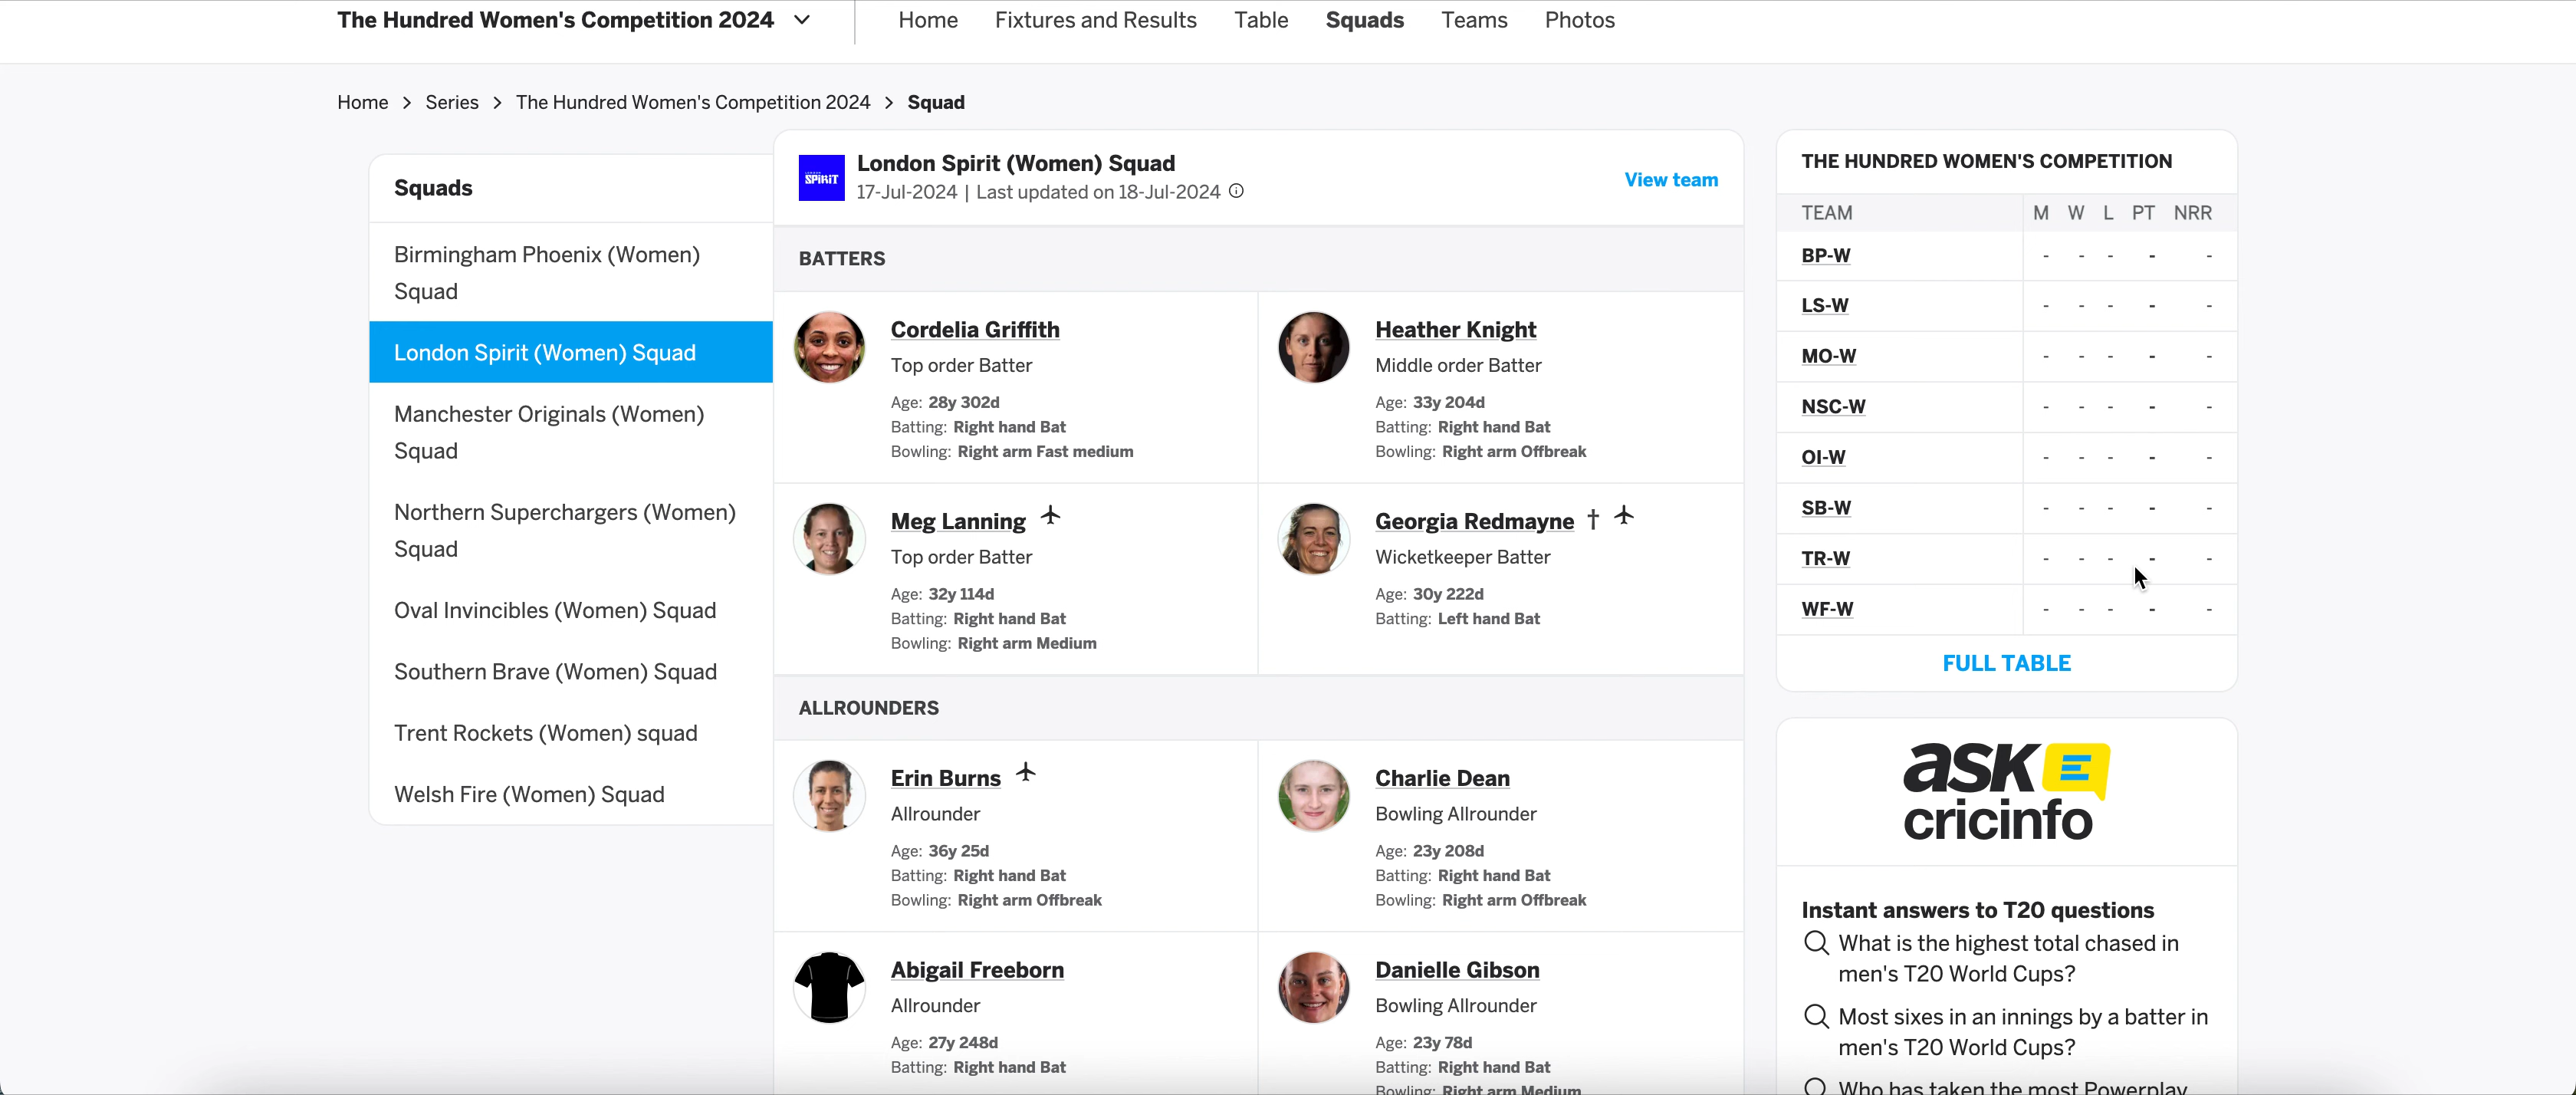 The Hundred Women's Competition 2024
Home
Fixtures and Results
Table
Squads
Teams
Photos
Home > Series > The Hundred Women's Competition 2024 > Squad
Squads
Birmingham Phoenix (Women)
Squad
London Spirit (Women) Squad
Manchester Originals (Women)
Squad
Northern Superchargers (Women)
Squad
Oval Invincibles (Women) Squad
Southern Brave (Women) Squad
Trent Rockets (Women) squad
Welsh Fire (Women) Squad
SPIRIT
London Spirit (Women) Squad
17-Jul-2024 | Last updated on 18-Jul-2024
View team
BATTERS
Cordelia Griffith
Top order Batter
Age: 28y 302d
Batting: Right hand Bat
Bowling: Right arm Fast medium
Heather Knight
Middle order Batter
Age: 33y 204d
Batting: Right hand Bat
Bowling: Right arm Offbreak
Meg Lanning
Top order Batter
Age: 32y 114d
Batting: Right hand Bat
Bowling: Right arm Medium
Georgia Redmayne †
Wicketkeeper Batter
Age: 30y 222d
Batting: Left hand Bat
ALLROUNDERS
Erin Burns
Allrounder
Age: 36y 25d
Batting: Right hand Bat
Bowling: Right arm Offbreak
Charlie Dean
Bowling Allrounder
Age: 23y 208d
Batting: Right hand Bat
Bowling: Right arm Offbreak
Abigail Freeborn
Allrounder
Age: 27y 248d
Batting: Right hand Bat
Danielle Gibson
Bowling Allrounder
Age: 23y 78d
Batting: Right hand Bat
Bowling: Right arm Medium
THE HUNDRED WOMEN'S COMPETITION
TEAM M W L PT NRR
BP-W - - - - -
LS-W - - - - -
MO-W - - - - -
NSC-W - - - - -
OI-W - - - - -
SB-W - - - - -
TR-W - - - - -
WF-W - - - - -
FULL TABLE
ask
cricinfo
Instant answers to T20 questions
What is the highest total chased in
men's T20 World Cups?
Most sixes in an innings by a batter in
men's T20 World Cups?
Who has taken the most Powerplay